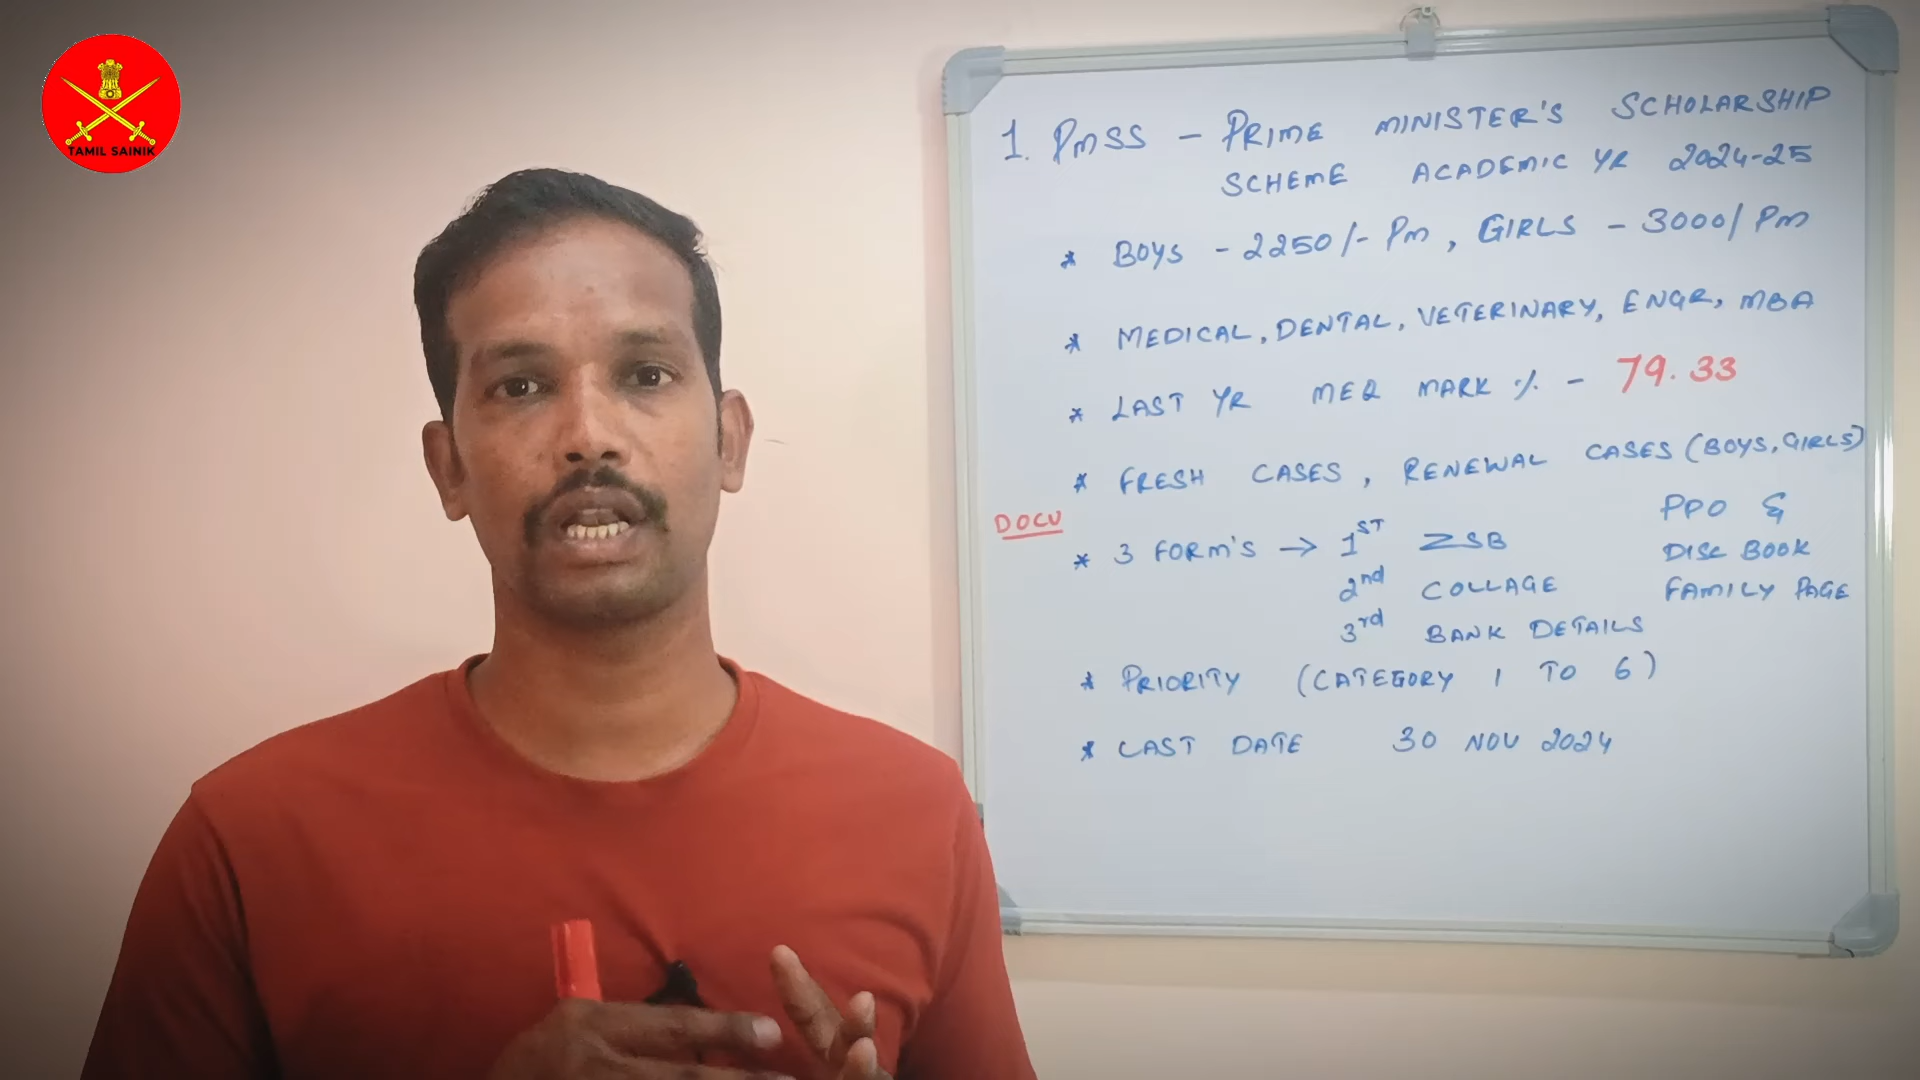 TAMIL SAINIK
1. PMSS - PRIME MINISTER'S SCHOLARSHIP
SCHEME ACADEMIC YR 2024-25
* BOYS - 2250/- PM, GIRLS - 3000/PM
* MEDICAL, DENTAL, VETERINARY, ENGR, MBA
* LAST YR MER MARK % - 79.33
* FRESH CASES, RENEWAL CASES (BOYS, GIRLS)
DOCU
* 3 FORM'S → 1ST ZSB
2nd COLLAGE
3rd BANK DETAILS
PPO &
DISC BOOK
FAMILY PAGE
* PRIORITY (CATEGORY 1 TO 6)
* LAST DATE 30 NOV 2024